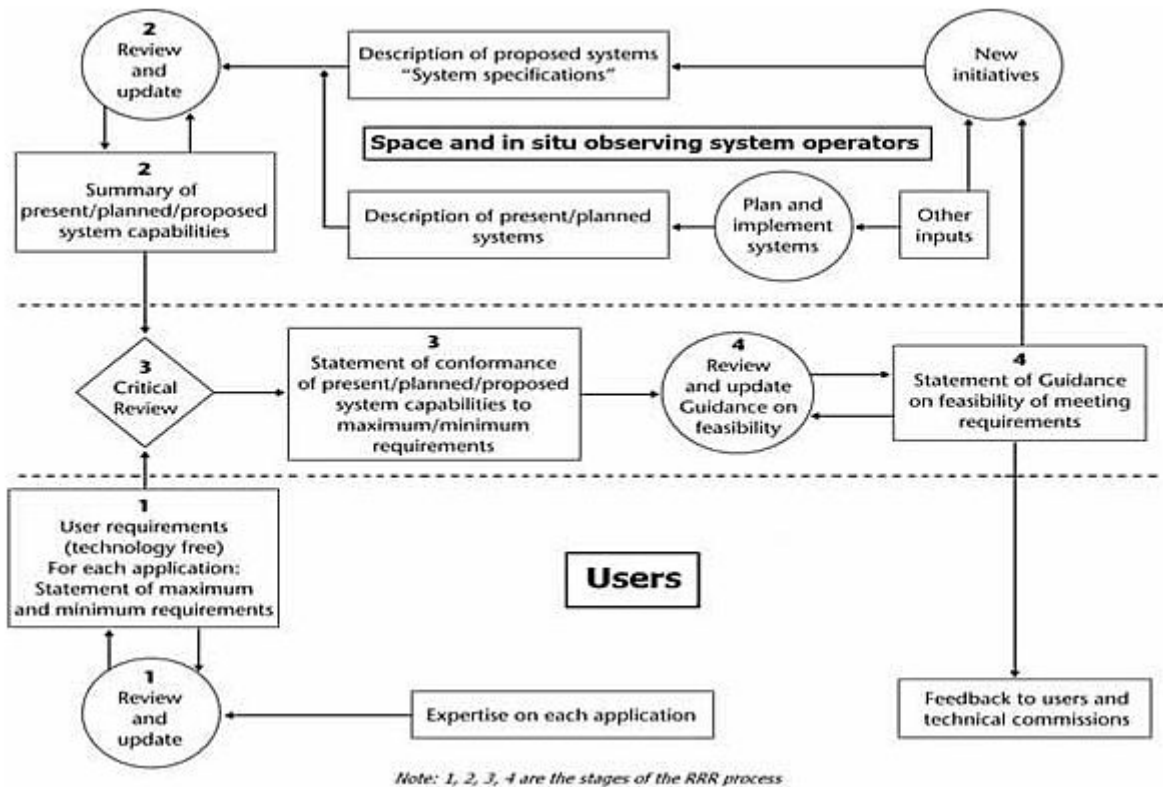 2
Review
and
update
Description of proposed systems
“System specifications”
New
initiatives
Space and in situ observing system operators
2
Summary of
present/planned/proposed
system capabilities
Description of present/planned
systems
Plan and
implement
systems
Other
inputs
3
Critical
Review
3
Statement of conformance
of present/planned/proposed
system capabilities to
maximum/minimum
requirements
4
Review
and update
Guidance on
feasibility
4
Statement of Guidance
on feasibility of meeting
requirements
1
User requirements
(technology free)
For each application:
Statement of maximum
and minimum requirements
Users
1
Review
and
update
Expertise on each application
Feedback to users and
technical commissions
Note: 1, 2, 3, 4 are the stages of the RRR process